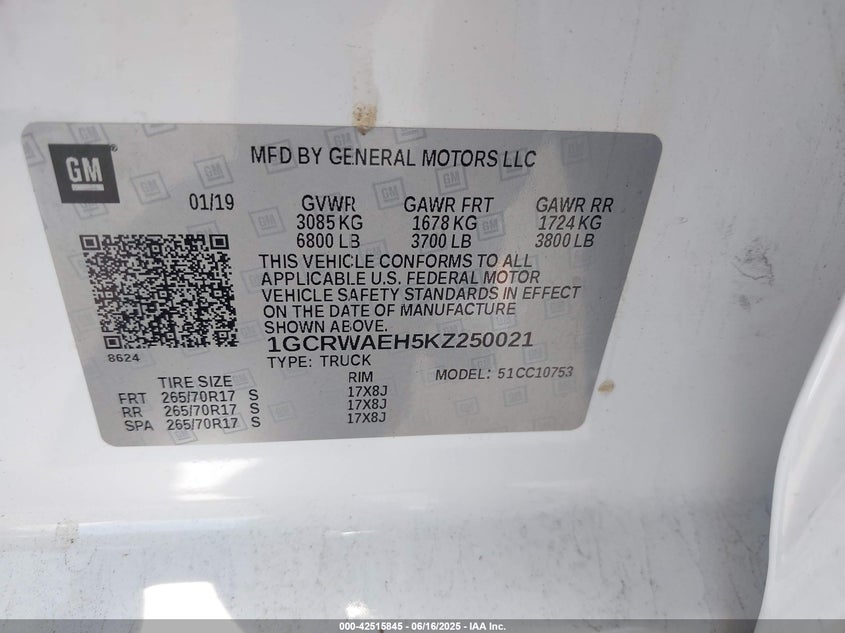 GM
MFD BY GENERAL MOTORS LLC
01/19 GVWR GAWR FRT GAWR RR
3085 KG 1678 KG 1724 KG
6800 LB 3700 LB 3800 LB
THIS VEHICLE CONFORMS TO ALL
APPLICABLE U.S. FEDERAL MOTOR
VEHICLE SAFETY STANDARDS IN EFFECT
ON THE DATE OF MANUFACTURE
SHOWN ABOVE.
8624
1GCRWAEH5KZ250021
TYPE: TRUCK
MODEL: 51CC10753
TIRE SIZE RIM
FRT 265/70R17 S 17X8J
RR 265/70R17 S 17X8J
SPA 265/70R17 S 17X8J
000-42515845 - 06/16/2025 - IAA Inc.